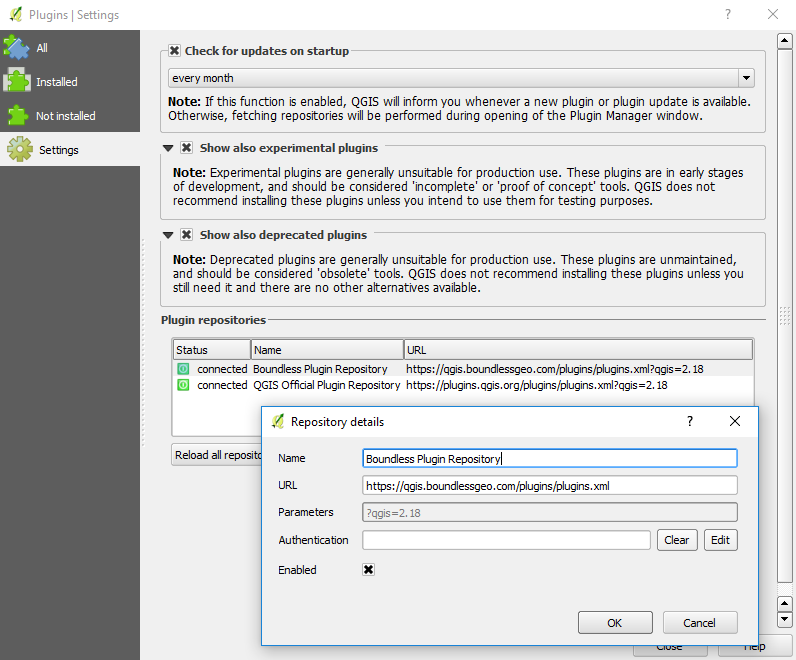 Plugins | Settings
?
All
Installed
Not installed
Settings
Check for updates on startup
every month
Note: If this function is enabled, QGIS will inform you whenever a new plugin or plugin update is available.
Otherwise, fetching repositories will be performed during opening of the Plugin Manager window.
Show also experimental plugins
Note: Experimental plugins are generally unsuitable for production use. These plugins are in early stages
of development, and should be considered 'incomplete' or 'proof of concept' tools. QGIS does not
recommend installing these plugins unless you intend to use them for testing purposes.
Show also deprecated plugins
Note: Deprecated plugins are generally unsuitable for production use. These plugins are unmaintained,
and should be considered 'obsolete' tools. QGIS does not recommend installing these plugins unless you
still need it and there are no other alternatives available.
Plugin repositories
Status Name URL
connected Boundless Plugin Repository https://qgis.boundlessgeo.com/plugins/plugins.xml?qgis=2.18
connected QGIS Official Plugin Repository https://plugins.qgis.org/plugins/plugins.xml?qgis=2.18
Reload all reposito
Repository details
?
Name Boundless Plugin Repository
URL https://qgis.boundlessgeo.com/plugins/plugins.xml
Parameters ?qgis=2.18
Authentication Clear Edit
Enabled
OK Cancel
Close Help